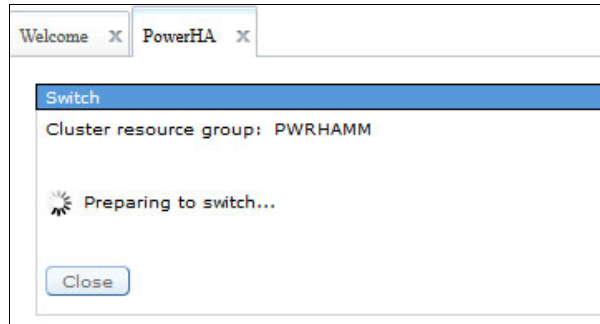 Welcome X PowerHA X
Switch
Cluster resource group: PWRHAMM
Preparing to switch...
Close